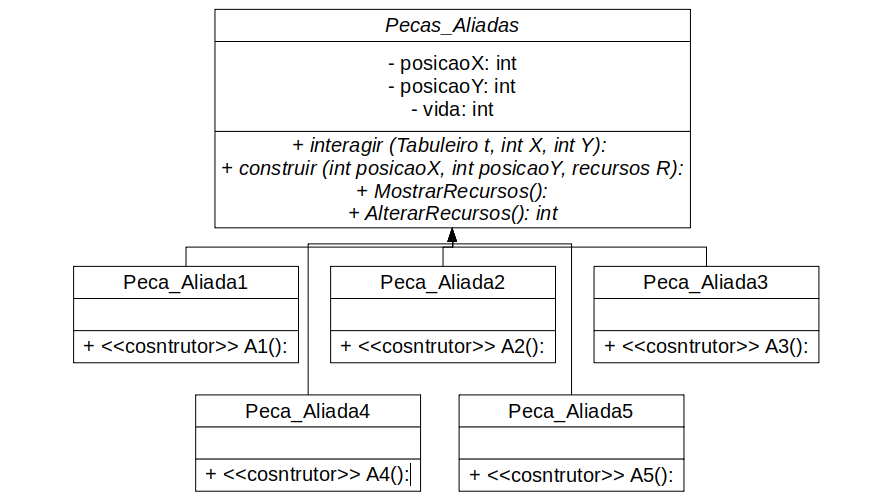 Pecas_Aliadas
- posicaoX: int
- posicaoY: int
- vida: int
+ interagir (Tabuleiro t, int X, int Y):
+ construir (int posicaoX, int posicaoY, recursos R):
+ MostrarRecursos():
+ AlterarRecursos(): int
Peca_Aliada1
+ <<cosntrutor>> A1():
Peca_Aliada2
+ <<cosntrutor>> A2():
Peca_Aliada3
+ <<cosntrutor>> A3():
Peca_Aliada4
+ <<cosntrutor>> A4():
Peca_Aliada5
+ <<cosntrutor>> A5():